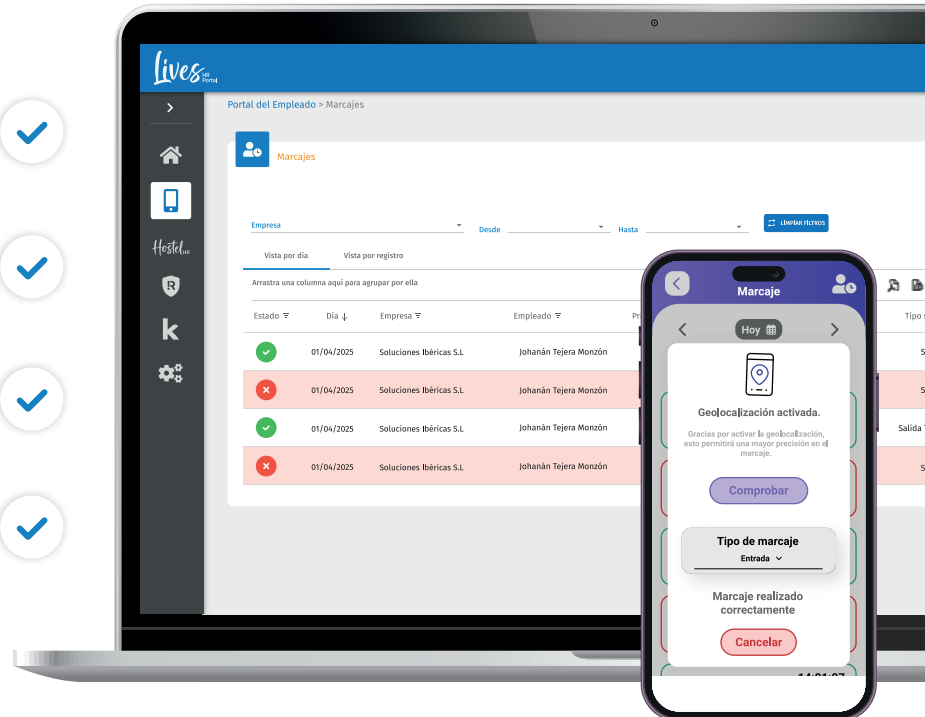 Lives HR Portal
Portal del Empleado > Marcajes
Marcajes
Empresa
Desde
Hasta
LIMPIAR FILTROS
Vista por día
Vista por registro
Arrastra una columna aquí para agrupar por ella
Estado
Día ↓
Empresa
Empleado
Pr
Tipo s
01/04/2025 Soluciones Ibéricas S.L Johanán Tejera Monzón S
01/04/2025 Soluciones Ibéricas S.L Johanán Tejera Monzón S
01/04/2025 Soluciones Ibéricas S.L Johanán Tejera Monzón Salida
01/04/2025 Soluciones Ibéricas S.L Johanán Tejera Monzón S
Hostel HR
R
k
Marcaje
Hoy
Geolocalización activada.
Gracias por activar la geolocalización,
esto permitirá una mayor precisión en el
marcaje.
Comprobar
Tipo de marcaje
Entrada
Marcaje realizado
correctamente
Cancelar